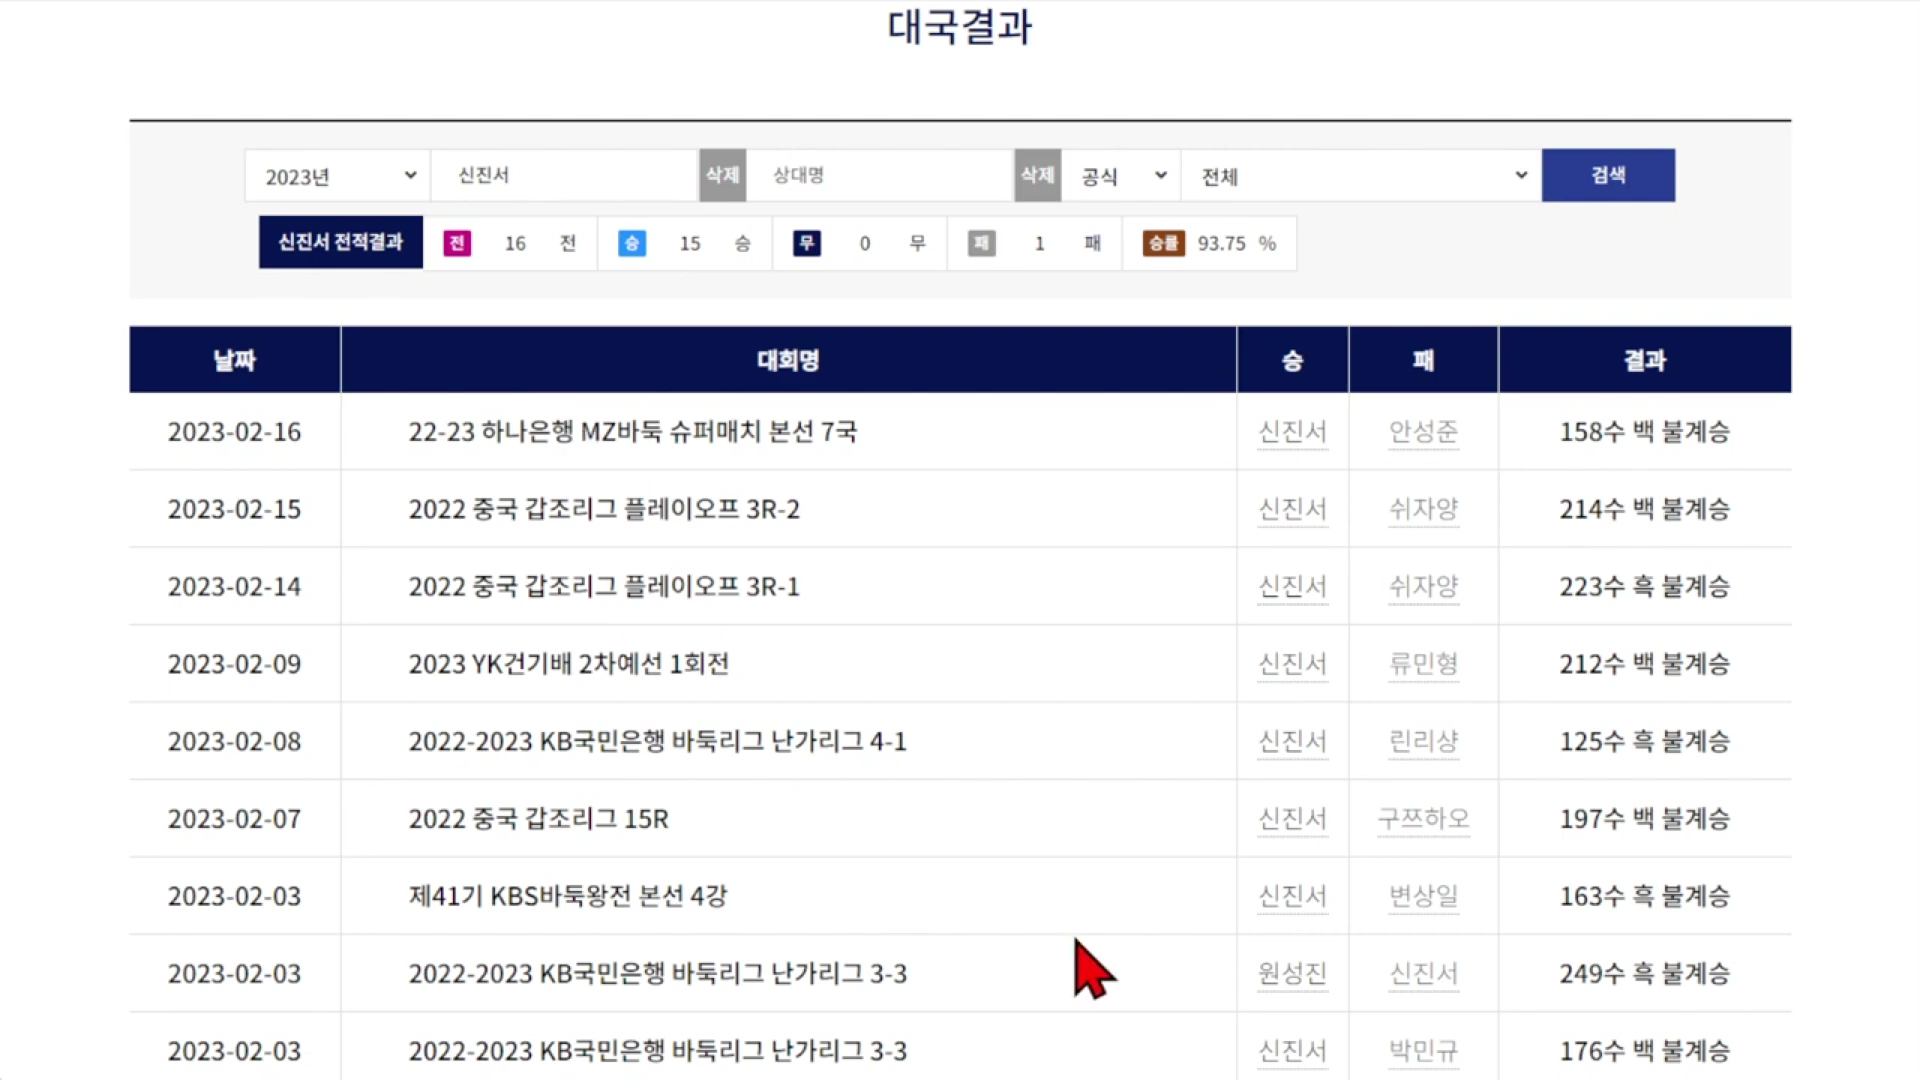 대국결과
2023년 신진서 삭제 상대명 삭제 공식 전체 검색
신진서 전적결과 전 16 전 승 15 승 무 0 무 패 1 패 승률 93.75 %
날짜 대회명 승 패 결과
2023-02-16 22-23 하나은행 MZ바둑 슈퍼매치 본선 7국 신진서 안성준 158수 백 불계승
2023-02-15 2022 중국 갑조리그 플레이오프 3R-2 신진서 쉬자양 214수 백 불계승
2023-02-14 2022 중국 갑조리그 플레이오프 3R-1 신진서 쉬자양 223수 흑 불계승
2023-02-09 2023 YK건기배 2차예선 1회전 신진서 류민형 212수 백 불계승
2023-02-08 2022-2023 KB국민은행 바둑리그 난가리그 4-1 신진서 린리샹 125수 흑 불계승
2023-02-07 2022 중국 갑조리그 15R 신진서 구쯔하오 197수 백 불계승
2023-02-03 제41기 KBS바둑왕전 본선 4강 신진서 변상일 163수 흑 불계승
2023-02-03 2022-2023 KB국민은행 바둑리그 난가리그 3-3 원성진 신진서 249수 흑 불계승
2023-02-03 2022-2023 KB국민은행 바둑리그 난가리그 3-3 신진서 박민규 176수 백 불계승